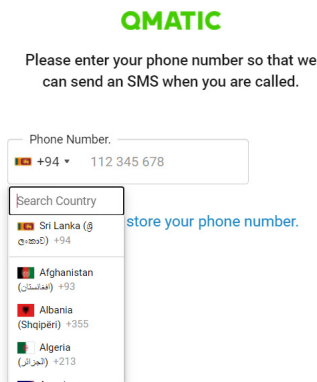 QMATIC
Please enter your phone number so that we
can send an SMS when you are called.
Phone Number.
+94 112 345 678
Search Country
Sri Lanka (ශ්‍රී
ලංකාව) +94
store your phone number.
Afghanistan
(افغانستان) +93
Albania
(Shqipëri) +355
Algeria
(الجزائر) +213